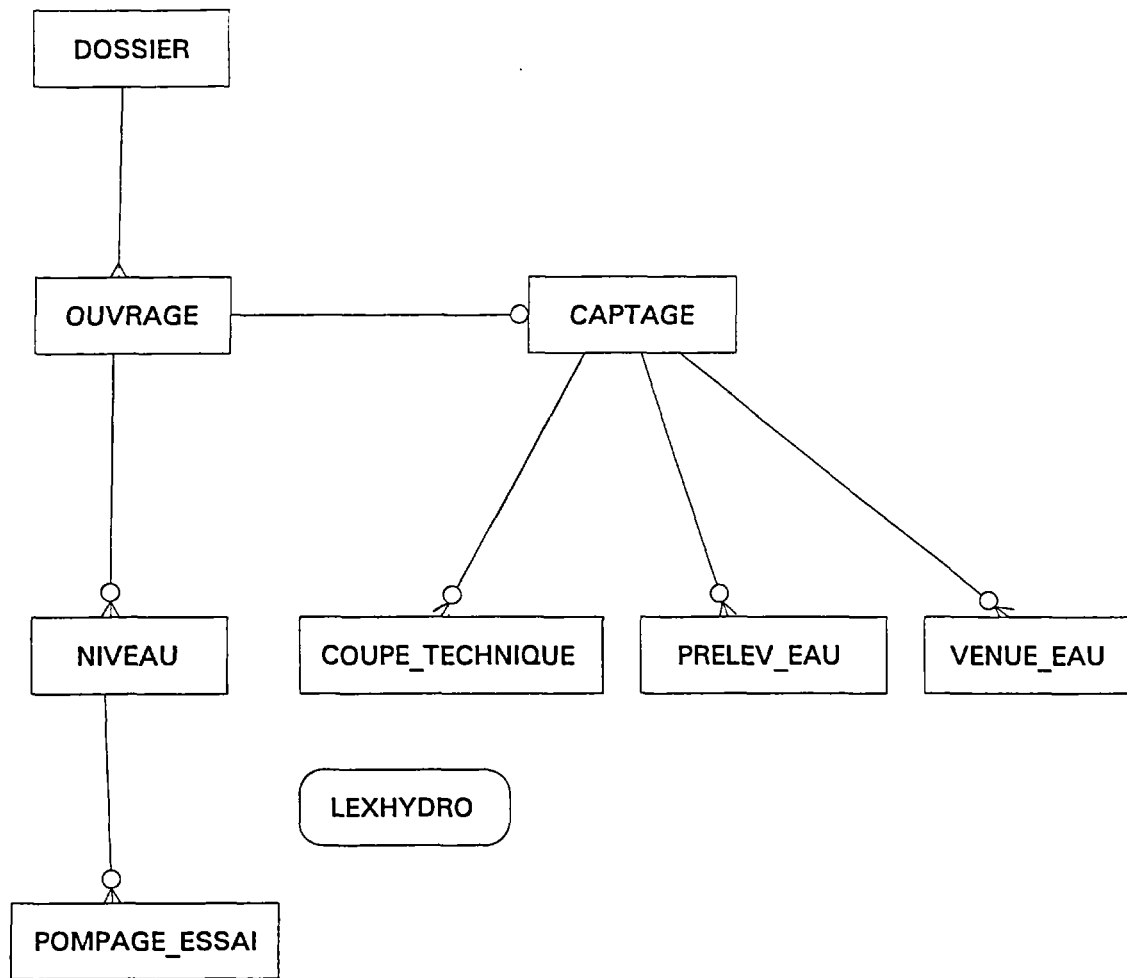 DOSSIER
OUVRAGE
CAPTAGE
NIVEAU
COUPE_TECHNIQUE
PRELEV_EAU
VENUE_EAU
LEXHYDRO
POMPAGE_ESSAI